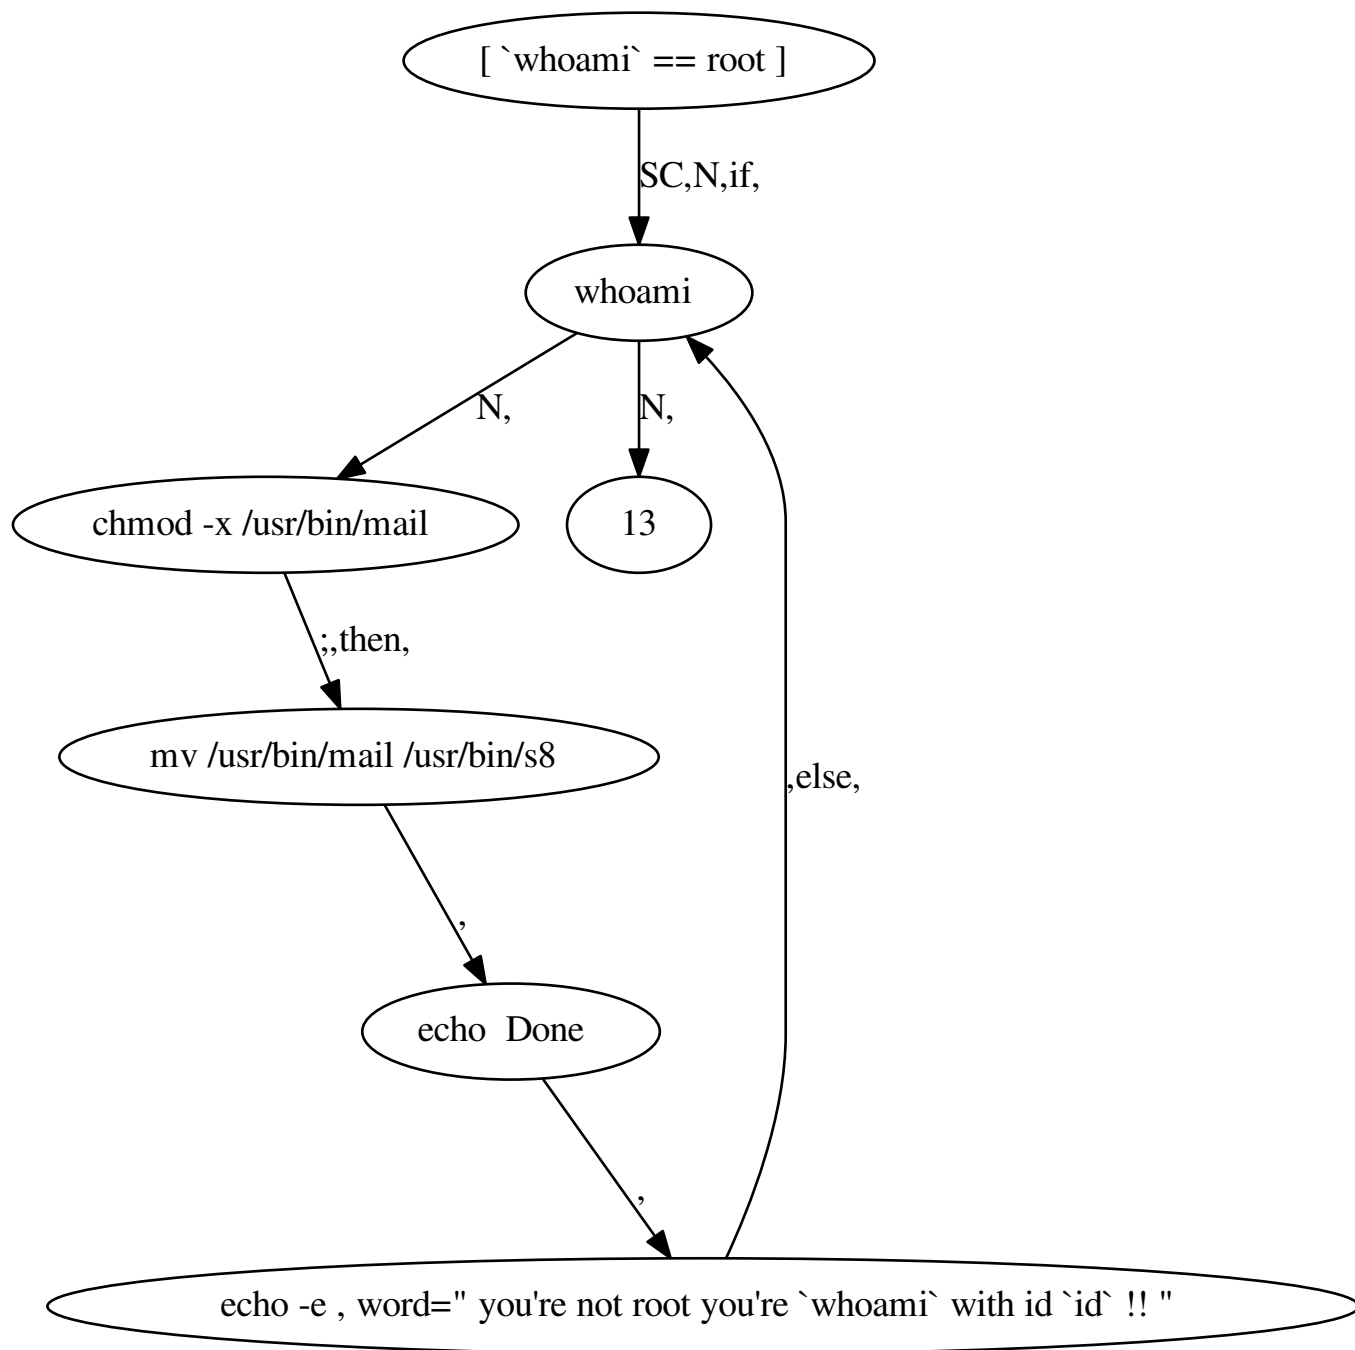 [ `whoami` == root ]
SC,N,if,
whoami
N,
N,
chmod -x /usr/bin/mail
13
;,then,
mv /usr/bin/mail /usr/bin/s8
,else,
,
echo  Done
,
echo -e , word=" you're not root you're `whoami` with id `id` !! "